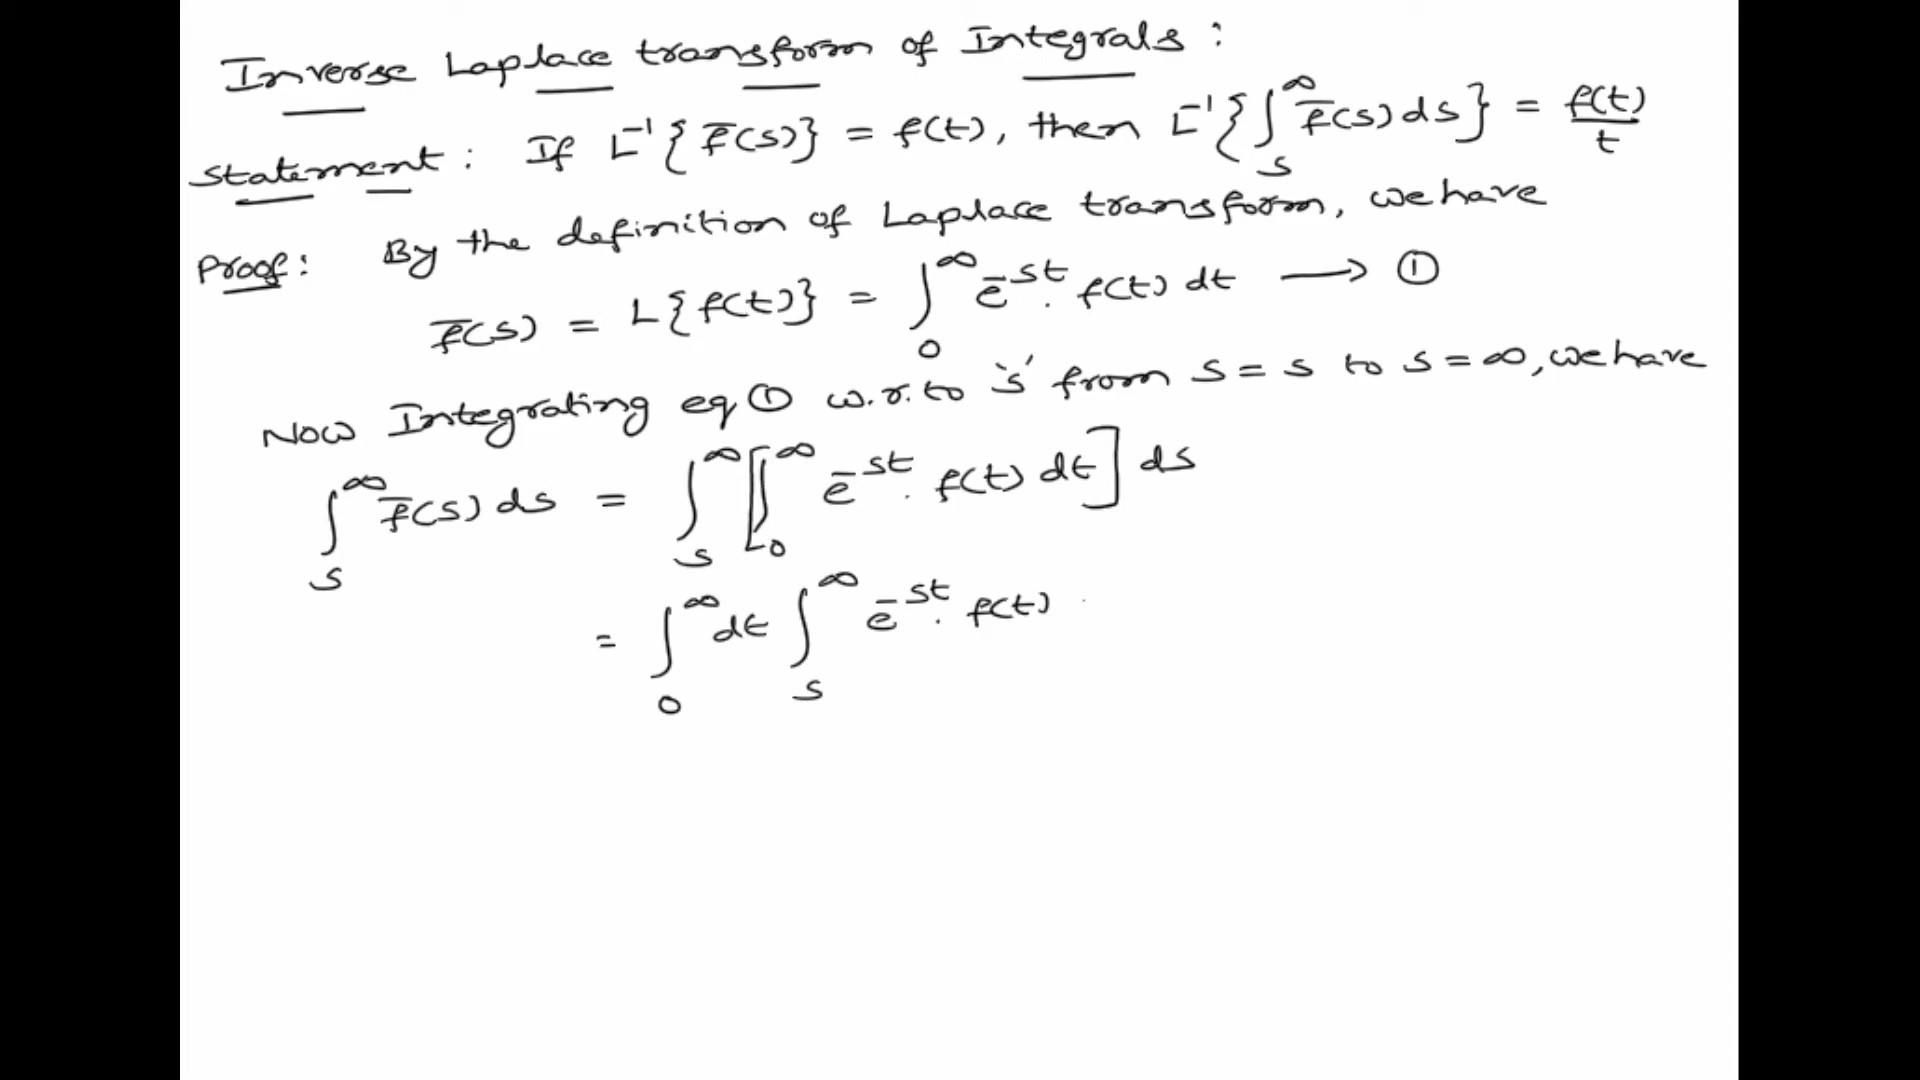 Inverse Laplace transform of Integrals :
Statement : If L⁻¹{f̅(s)} = f(t), then L⁻¹{∫ₛ^∞ f̅(s) ds} = f(t)/t
Proof : By the definition of Laplace transform, we have
f̅(s) = L{f(t)} = ∫₀^∞ e^-st . f(t) dt ⟶ ①
Now Integrating eq ① w.r.to 's' from s = s to s = ∞, we have
∫ₛ^∞ f̅(s) ds = ∫ₛ^∞ [∫₀^∞ e^-st . f(t) dt] ds
= ∫₀^∞ dt ∫ₛ^∞ e^-st . f(t)